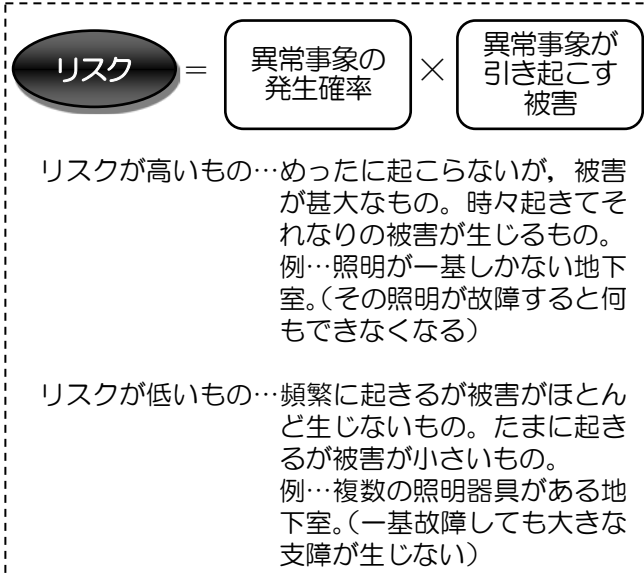 リスク = 異常事象の発生確率 × 異常事象が引き起こす被害
リスクが高いもの…めったに起こらないが，被害
が甚大なもの。時々起きてそ
れなりの被害が生じるもの。
例…照明が一基しかない地下
室。（その照明が故障すると何
もできなくなる）
リスクが低いもの…頻繁に起きるが被害がほとん
ど生じないもの。たまに起き
るが被害が小さいもの。
例…複数の照明器具がある地
下室。（一基故障しても大きな
支障が生じない）